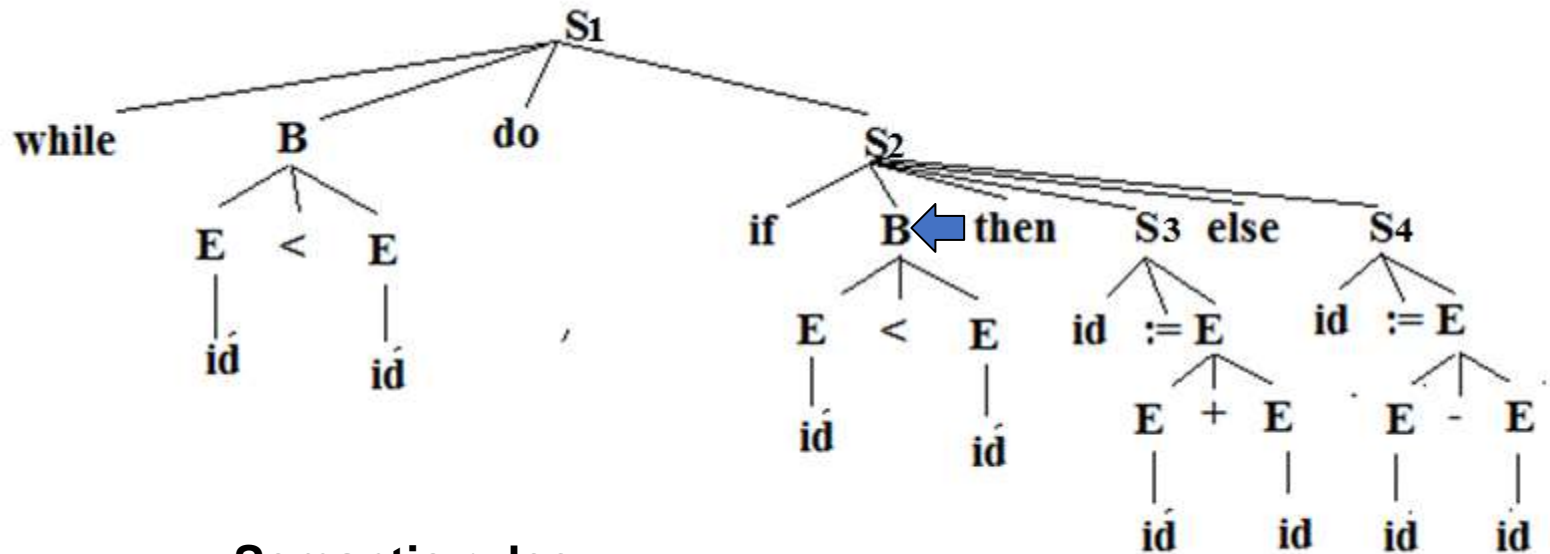 S1
while B do S2
E < E if B then S3 else S4
id id E < E id := E id := E
id id E + E E - E
id id id id